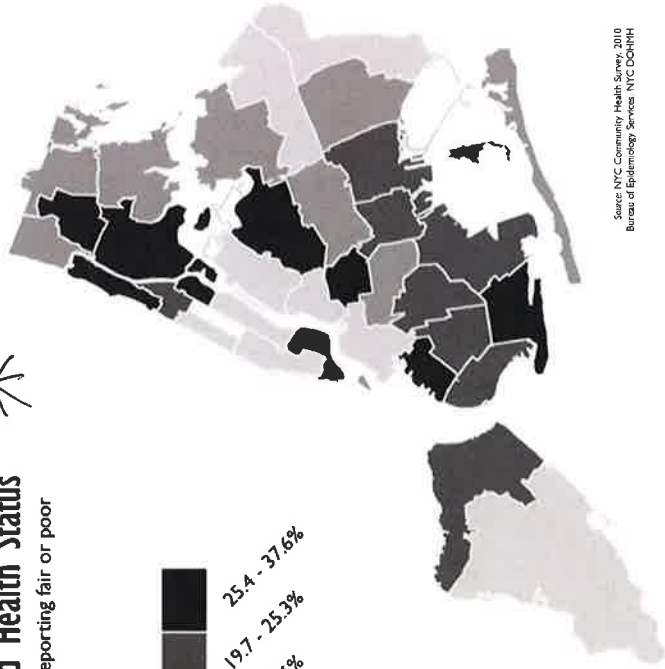 Health Status
eporting fair or poor
25.4 - 37.6%
19.7 - 25.3%
Source: NYC Community Health Survey, 2010
Bureau of Epidemiology Services NYC DOHMH